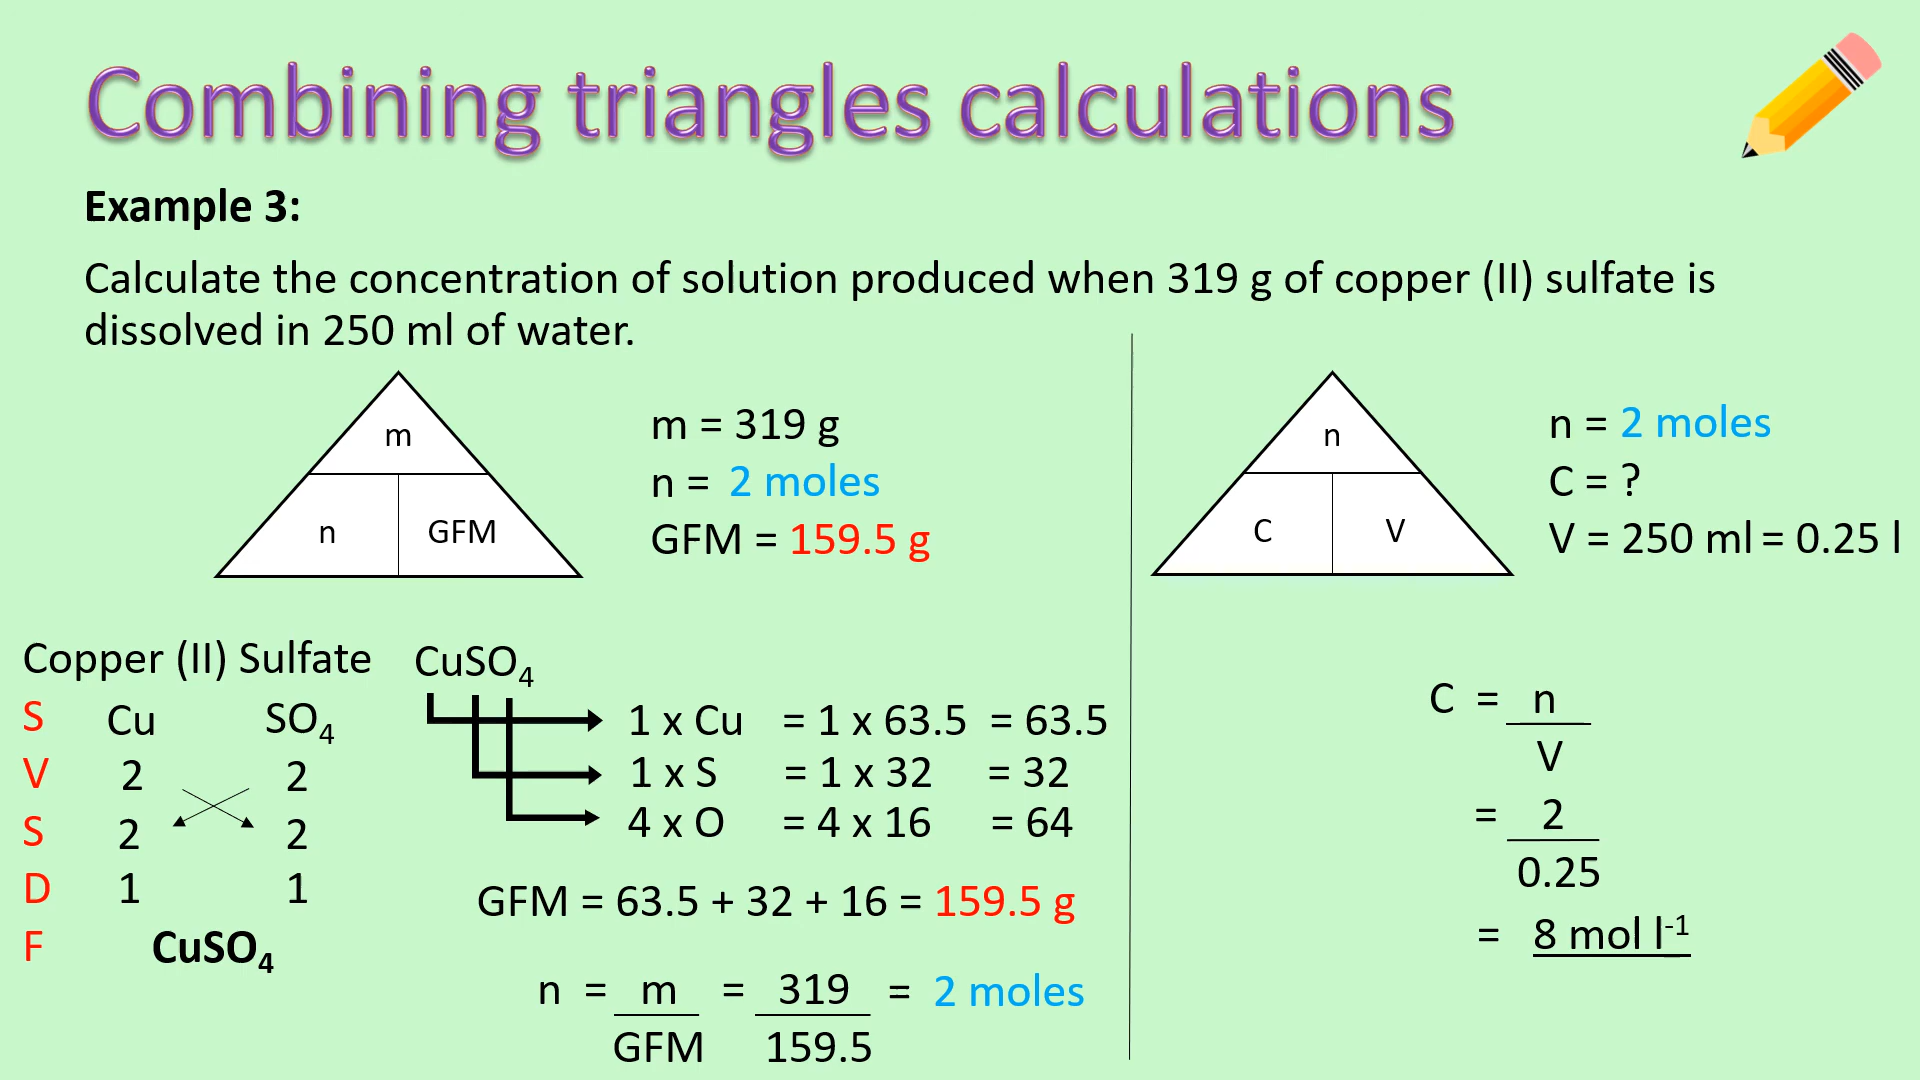 Combining triangles calculations
Example 3:
Calculate the concentration of solution produced when 319 g of copper (II) sulfate is
dissolved in 250 ml of water.
m
n
GFM
m = 319 g
n = 2 moles
GFM = 159.5 g
n
C
V
n = 2 moles
C = ?
V = 250 ml = 0.25 l
Copper (II) Sulfate
S Cu SO₄
V 2 2
S 2 2
D 1 1
F CuSO₄
CuSO₄
1 x Cu = 1 x 63.5 = 63.5
1 x S = 1 x 32 = 32
4 x O = 4 x 16 = 64
GFM = 63.5 + 32 + 16 = 159.5 g
n = m = 319 = 2 moles
GFM 159.5
C = n
V
= 2
0.25
= 8 mol l⁻¹